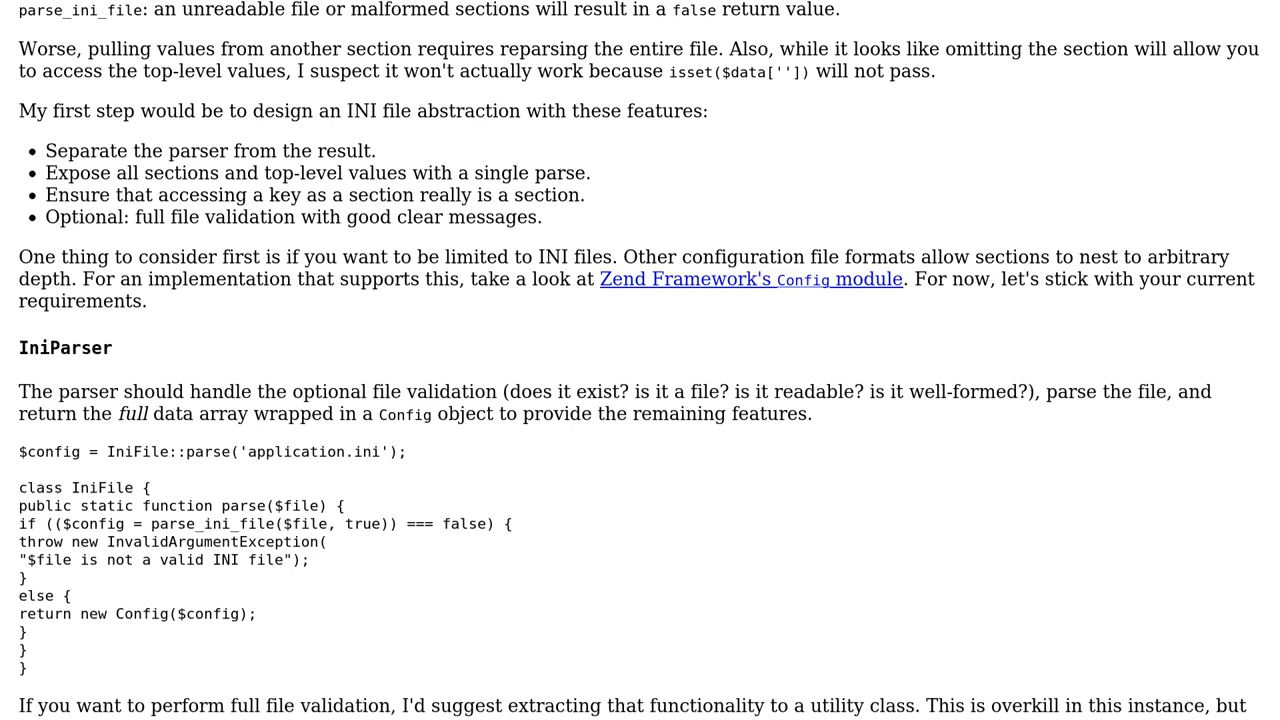 parse_ini_file: an unreadable file or malformed sections will result in a false return value.
Worse, pulling values from another section requires reparsing the entire file. Also, while it looks like omitting the section will allow you
to access the top-level values, I suspect it won't actually work because isset($data['']) will not pass.
My first step would be to design an INI file abstraction with these features:
• Separate the parser from the result.
• Expose all sections and top-level values with a single parse.
• Ensure that accessing a key as a section really is a section.
• Optional: full file validation with good clear messages.
One thing to consider first is if you want to be limited to INI files. Other configuration file formats allow sections to nest to arbitrary
depth. For an implementation that supports this, take a look at Zend Framework's Config module. For now, let's stick with your current
requirements.
IniParser
The parser should handle the optional file validation (does it exist? is it a file? is it readable? is it well-formed?), parse the file, and
return the full data array wrapped in a Config object to provide the remaining features.
$config = IniFile::parse('application.ini');
class IniFile {
public static function parse($file) {
if (($config = parse_ini_file($file, true)) === false) {
throw new InvalidArgumentException(
"$file is not a valid INI file");
}
else {
return new Config($config);
}
}
}
If you want to perform full file validation, I'd suggest extracting that functionality to a utility class. This is overkill in this instance, but